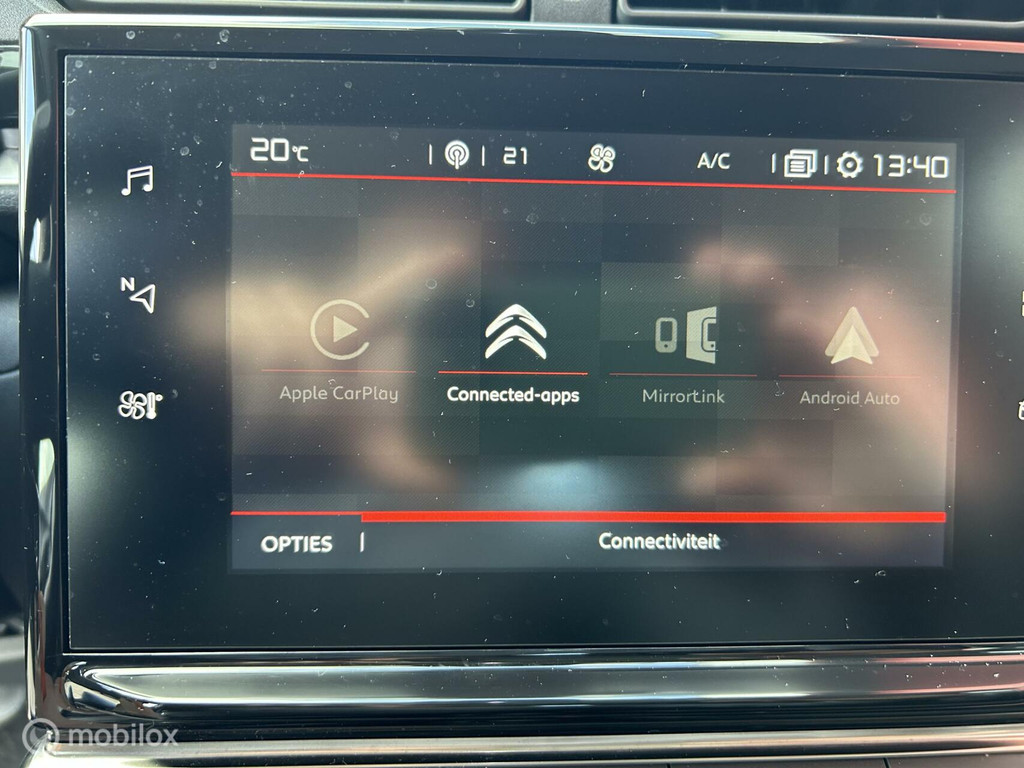 20°C 21 A/C 13:40
N
Apple CarPlay Connected-apps MirrorLink Android Auto
OPTIES Connectiviteit
mobilox